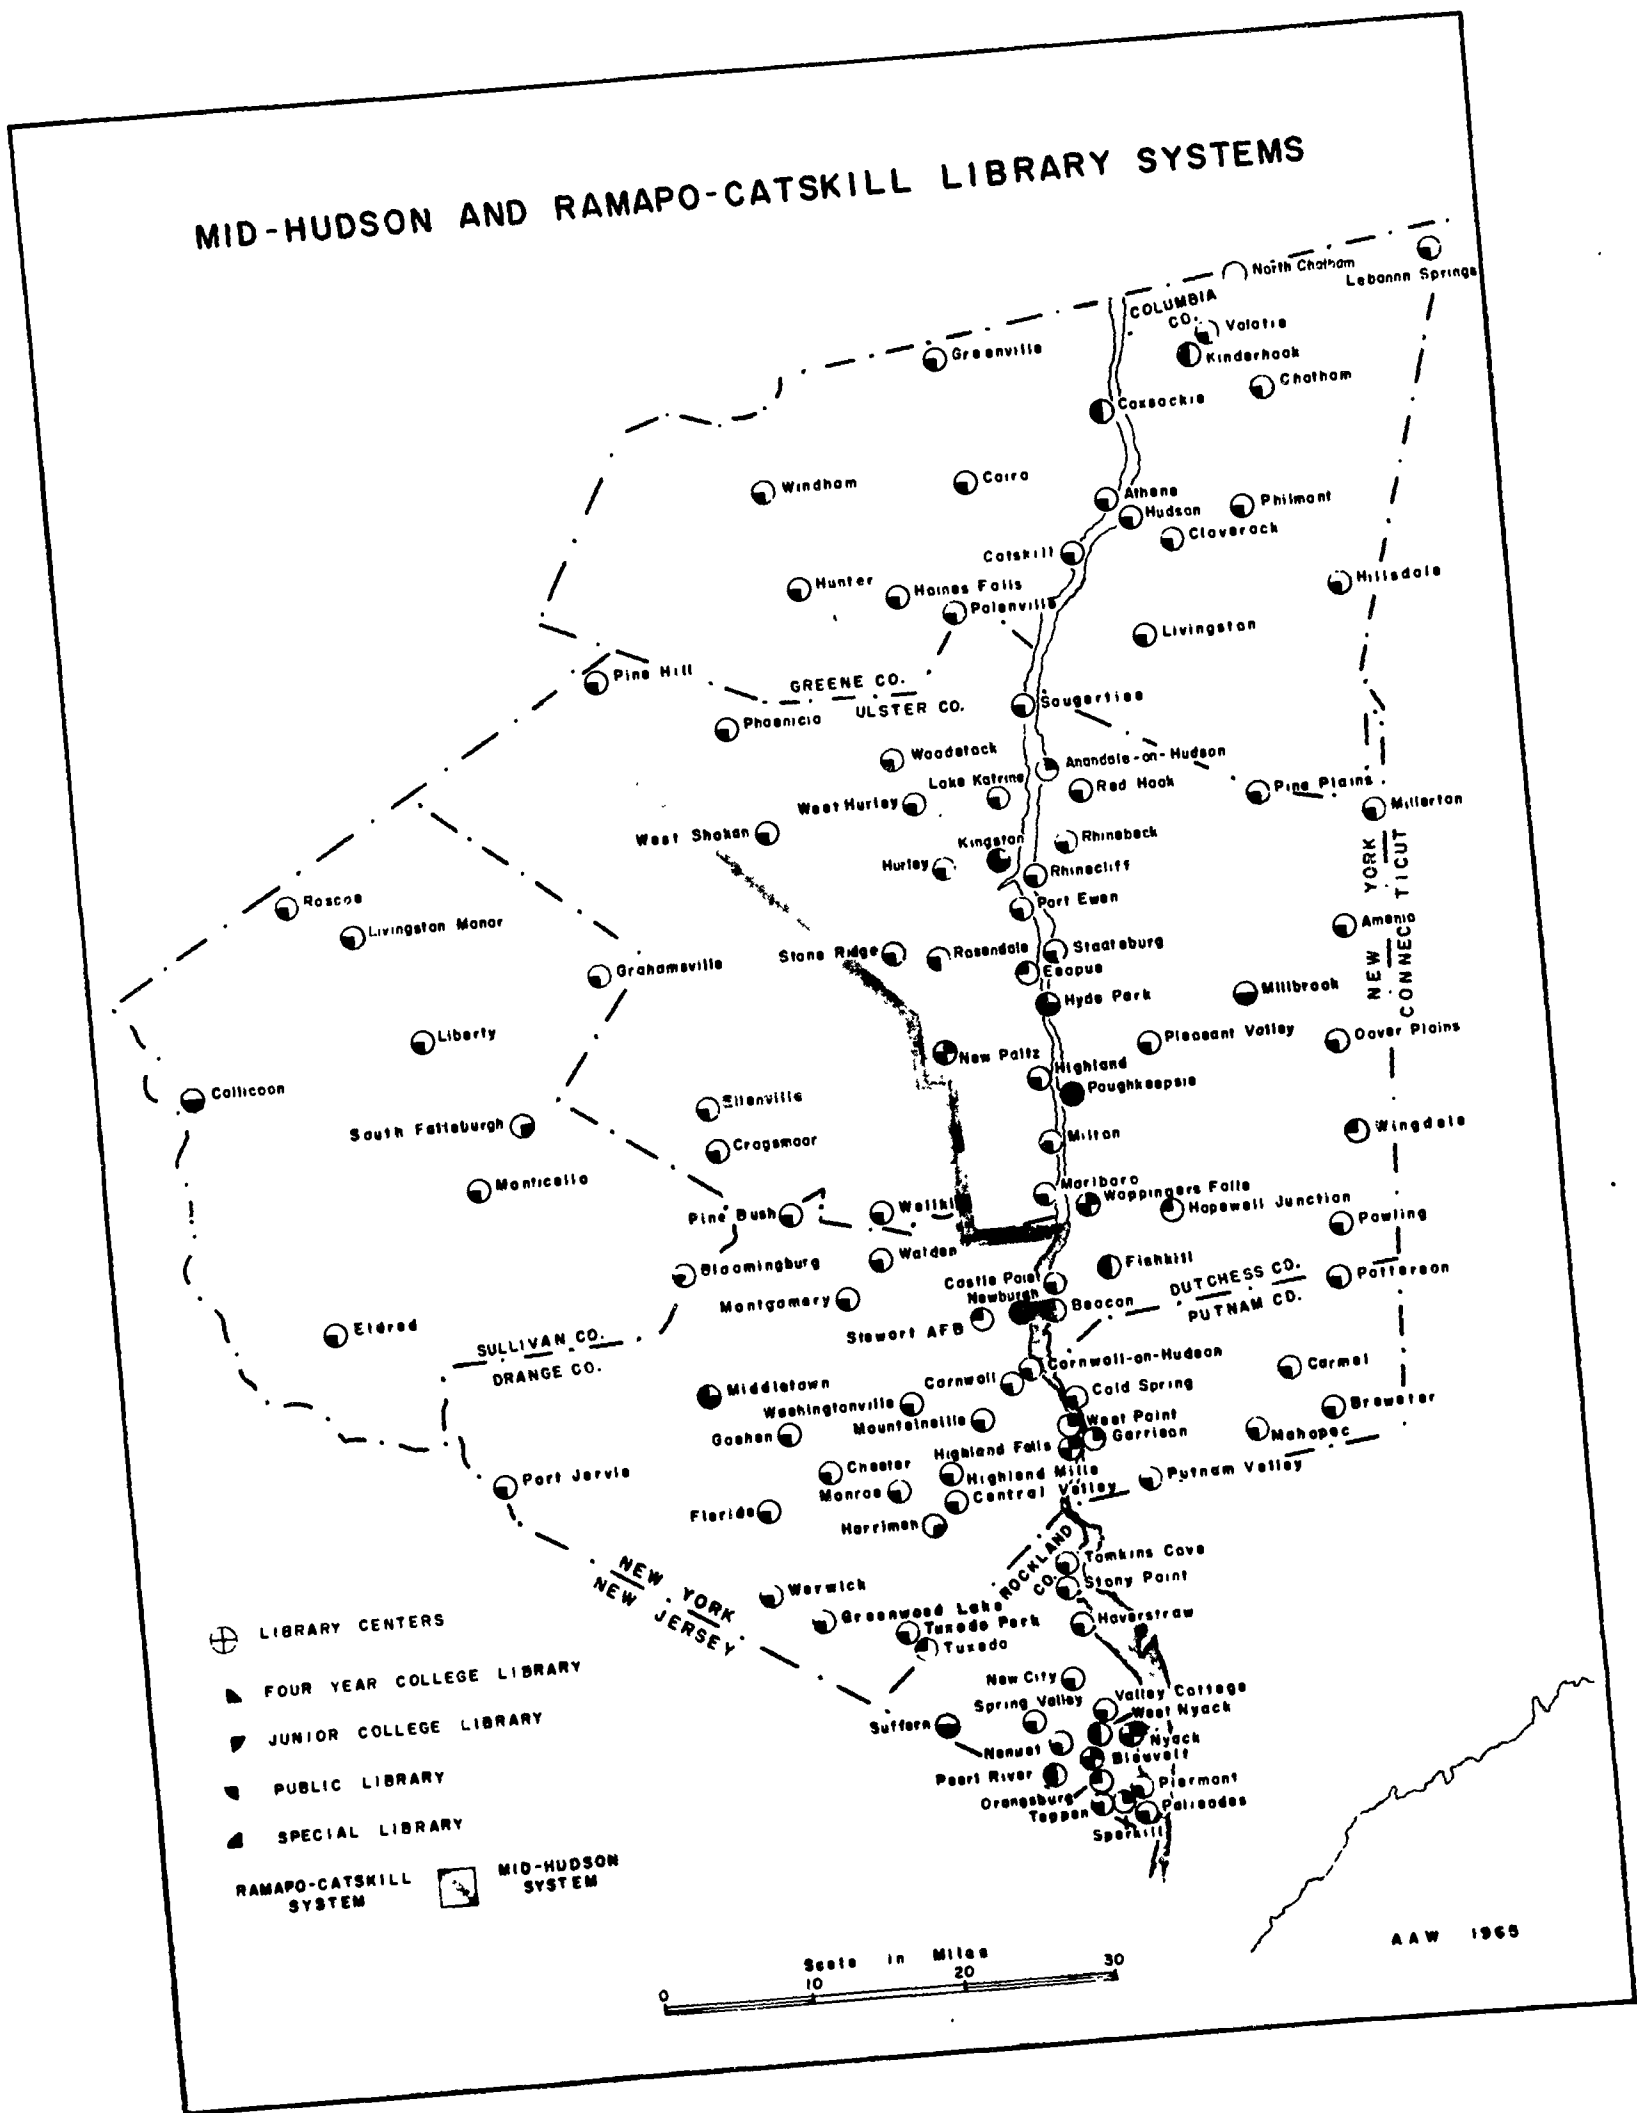 MID-HUDSON AND RAMAPO-CATSKILL LIBRARY SYSTEMS
North Chatham
Lebanon Springs
COLUMBIA
CO.
Valatie
Kinderhook
Greenville
Chatham
Coxsackie
Windham
Cairo
Athens
Hudson
Philmont
Claverack
Catskill
Hunter
Haines Falls
Palenville
Hillsdale
Livingston
Pine Hill
GREENE CO.
ULSTER CO.
Saugerties
Phoenicia
Woodstock
Anandale-on-Hudson
Lake Katrine
Red Hook
Pine Plains
West Hurley
Millerton
West Shokan
Kingston
Rhinebeck
Hurley
Rhinecliff
NEW YORK
CONNECTICUT
Roscoe
Port Ewen
Livingston Manor
Amenia
Stone Ridge
Rosendale
Staatsburg
Grahamsville
Esopus
Hyde Park
Millbrook
Liberty
New Paltz
Pleasant Valley
Dover Plains
Highland
Poughkeepsie
Callicoon
Ellenville
South Fallsburgh
Cragsmoor
Milton
Wingdale
Monticello
Marlboro
Wappingers Falls
Hopewell Junction
Pine Bush
Wallkill
Pawling
Bloomingburg
Walden
Fishkill
Castle Point
DUTCHESS CO.
PUTNAM CO.
Patterson
Montgomery
Newburgh
Beacon
Stewart AFB
Eldred
SULLIVAN CO.
ORANGE CO.
Cornwall-on-Hudson
Carmel
Middletown
Cornwall
Cold Spring
Washingtonville
Brewster
Mountainville
West Point
Goshen
Garrison
Mahopac
Highland Falls
Chester
Highland Mills
Putnam Valley
Port Jervis
Monroe
Central Valley
Florida
Harriman
ROCKLAND
CO.
Tomkins Cove
Stony Point
NEW YORK
NEW JERSEY
Warwick
Greenwood Lake
Haverstraw
Tuxedo Park
Tuxedo
New City
Valley Cottage
Spring Valley
West Nyack
Suffern
Nyack
Nanuet
Blauvelt
Pearl River
Piermont
Orangeburg
Palisades
Tappan
Sparkill
LIBRARY CENTERS
FOUR YEAR COLLEGE LIBRARY
JUNIOR COLLEGE LIBRARY
PUBLIC LIBRARY
SPECIAL LIBRARY
RAMAPO-CATSKILL
SYSTEM
MID-HUDSON
SYSTEM
Scale in Miles
0 10 20 30
AAW 1965